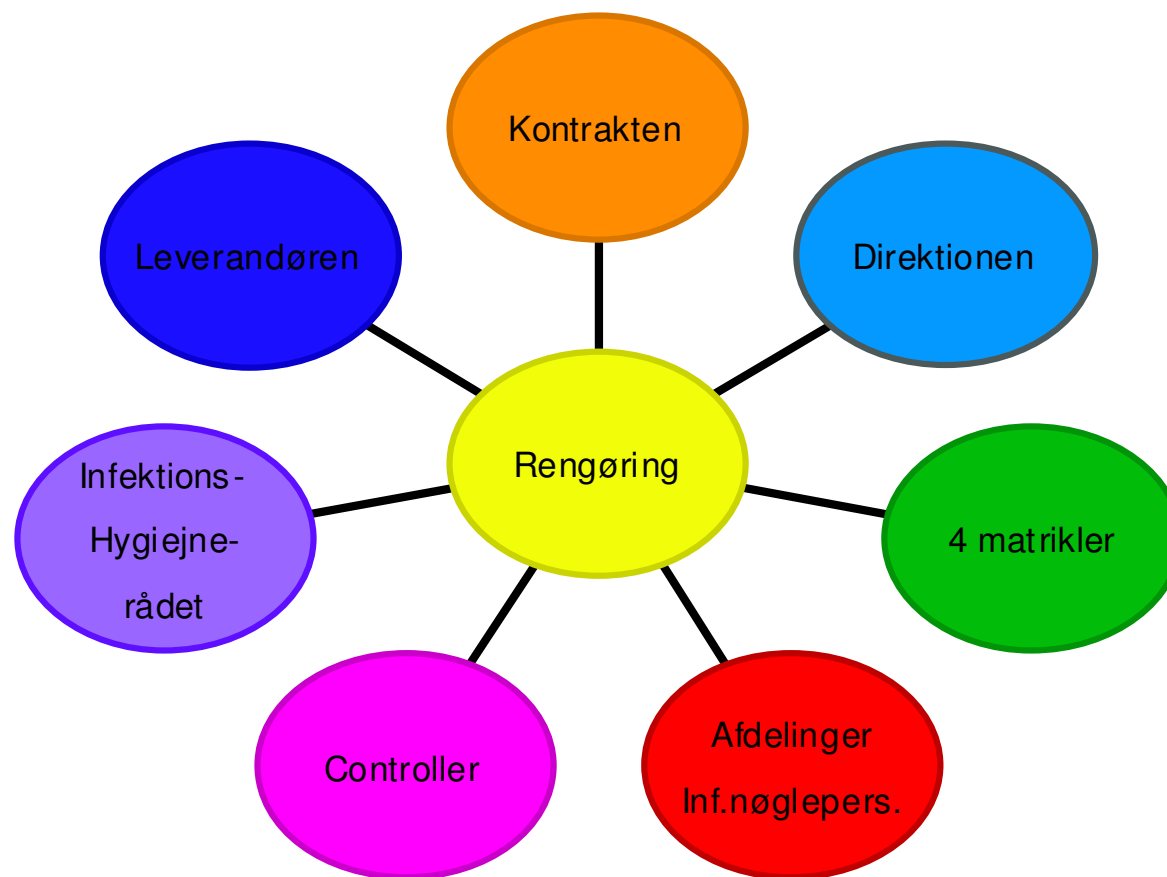 Kontrakten
Leverandøren
Direktionen
Rengøring
Infektions-
Hygiejne-
rådet
4 matrikler
Controller
Afdelinger
Inf.nøglepers.